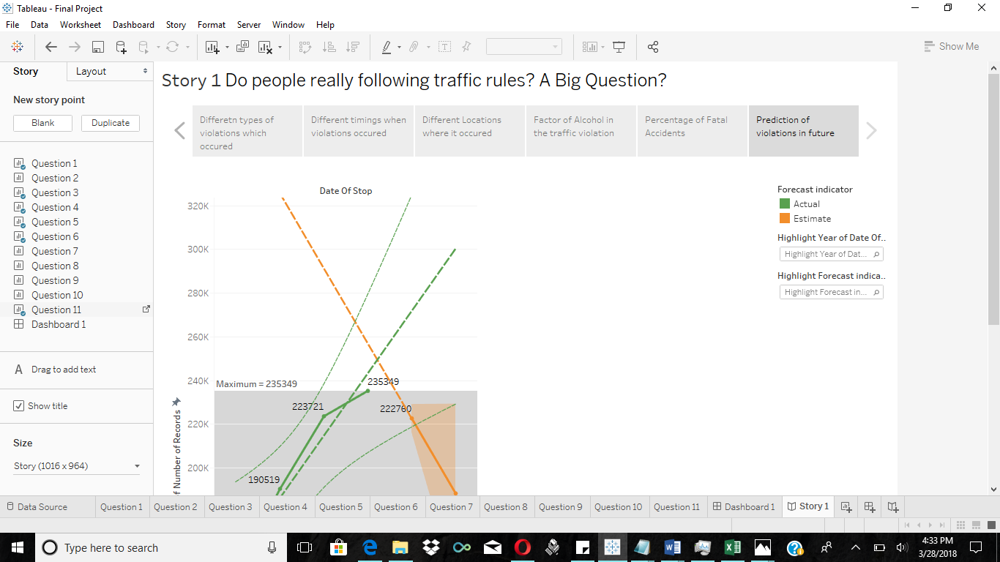 Tableau - Final Project
File Data Worksheet Dashboard Story Format Server Window Help
Show Me
Story Layout
New story point
Blank Duplicate
Question 1
Question 2
Question 3
Question 4
Question 5
Question 6
Question 7
Question 8
Question 9
Question 10
Question 11
Dashboard 1
A Drag to add text
Show title
Size
Story (1016 x 964)
Story 1 Do people really following traffic rules? A Big Question?
Differetn types of
violations which
occured
Different timings when
violations occured
Different Locations
where it occured
Factor of Alcohol in
the traffic violation
Percentage of Fatal
Accidents
Prediction of
violations in future
Date Of Stop
320K
300K
280K
260K
240K
220K
200K
f Number of Records
Maximum = 235349
235349
223721
222760
190519
Forecast indicator
Actual
Estimate
Highlight Year of Date Of..
Highlight Year of Dat...
Highlight Forecast indica..
Highlight Forecast in...
Data Source Question 1 Question 2 Question 3 Question 4 Question 5 Question 6 Question 7 Question 8 Question 9 Question 10 Question 11 Dashboard 1 Story 1
Type here to search
4:33 PM
3/28/2018